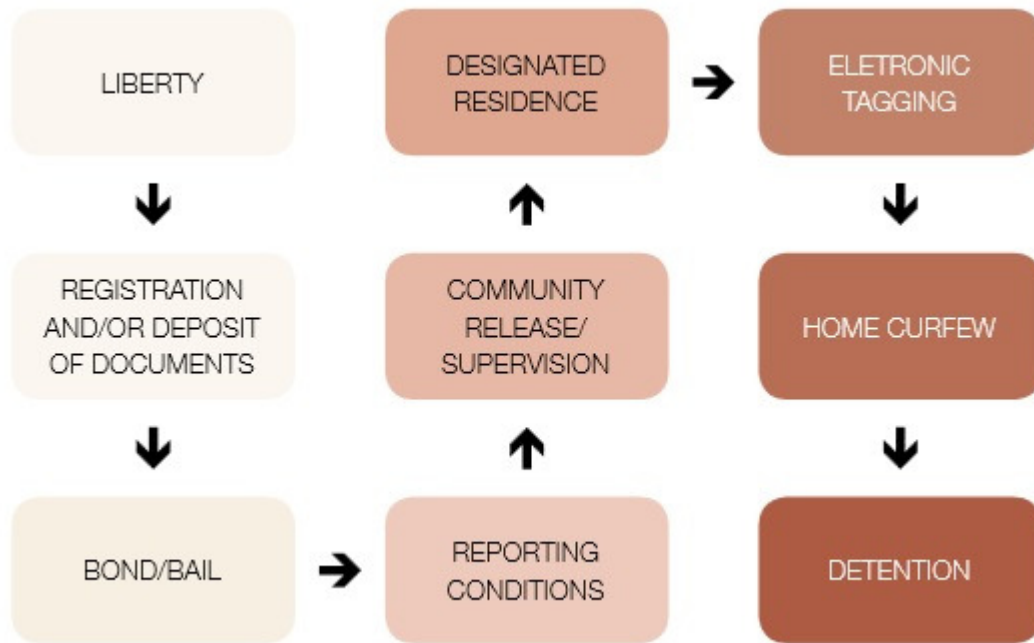 LIBERTY
REGISTRATION
AND/OR DEPOSIT
OF DOCUMENTS
BOND/BAIL
REPORTING
CONDITIONS
COMMUNITY
RELEASE/
SUPERVISION
DESIGNATED
RESIDENCE
ELETRONIC
TAGGING
HOME CURFEW
DETENTION